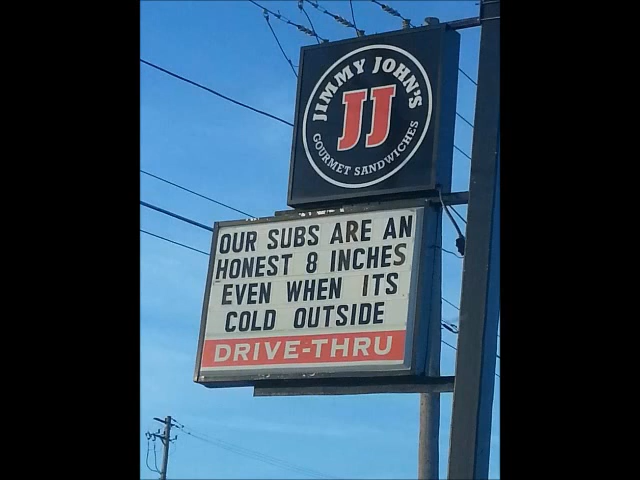 JIMMY JOHN'S
JJ
GOURMET SANDWICHES
OUR SUBS ARE AN
HONEST 8 INCHES
EVEN WHEN ITS
COLD OUTSIDE
DRIVE-THRU